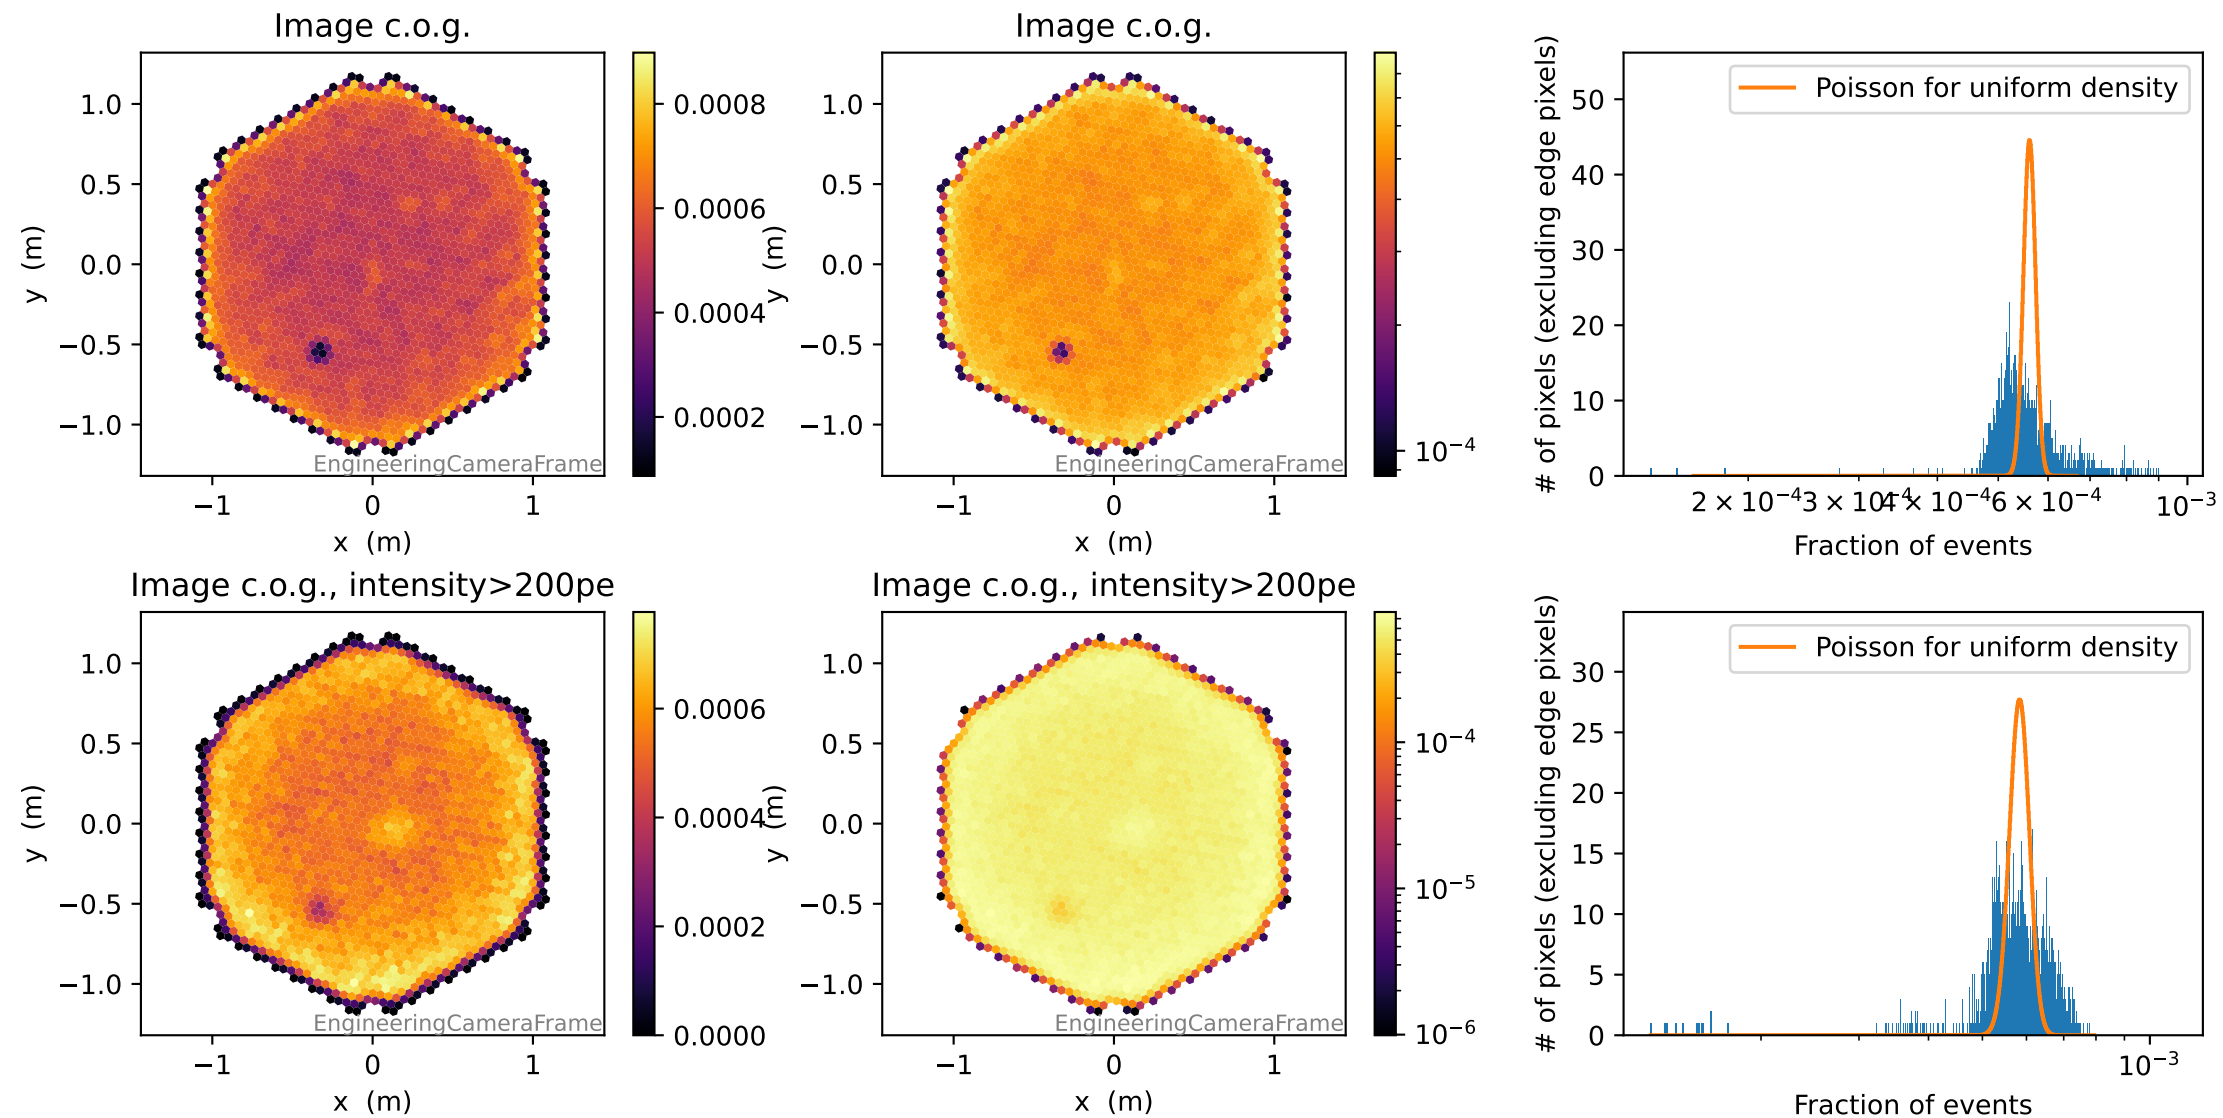 Image c.o.g.
1.0
0.5
0.0
−0.5
−1.0
y (m)
−1
0
1
x (m)
EngineeringCameraFrame
0.0008
0.0006
0.0004
0.0002
Image c.o.g.
1.0
0.5
0.0
−0.5
−1.0
y (m)
−1
0
1
x (m)
EngineeringCameraFrame
10⁻⁴
Poisson for uniform density
50
40
30
20
10
0
# of pixels (excluding edge pixels)
2 × 10⁻⁴
3 × 10⁻⁴
4 × 10⁻⁴
6 × 10⁻⁴
10⁻³
Fraction of events
Image c.o.g., intensity>200pe
1.0
0.5
0.0
−0.5
−1.0
y (m)
−1
0
1
x (m)
EngineeringCameraFrame
0.0006
0.0004
0.0002
0.0000
Image c.o.g., intensity>200pe
1.0
0.5
0.0
−0.5
−1.0
y (m)
−1
0
1
x (m)
EngineeringCameraFrame
10⁻⁴
10⁻⁵
10⁻⁶
Poisson for uniform density
30
25
20
15
10
5
0
# of pixels (excluding edge pixels)
10⁻³
Fraction of events